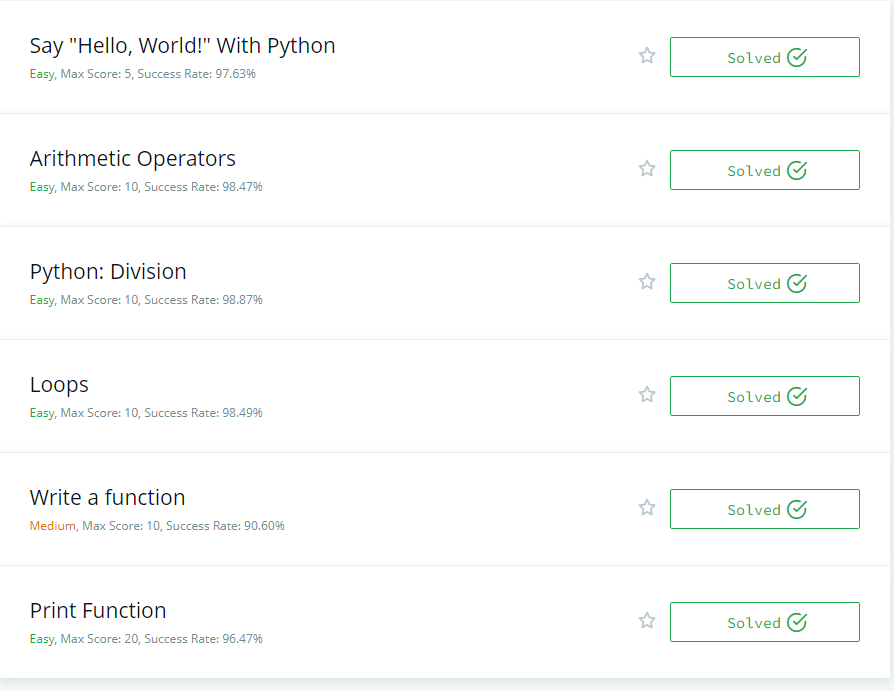 Say "Hello, World!" With Python
Easy, Max Score: 5, Success Rate: 97.63%
Solved
Arithmetic Operators
Easy, Max Score: 10, Success Rate: 98.47%
Solved
Python: Division
Easy, Max Score: 10, Success Rate: 98.87%
Solved
Loops
Easy, Max Score: 10, Success Rate: 98.49%
Solved
Write a function
Medium, Max Score: 10, Success Rate: 90.60%
Solved
Print Function
Easy, Max Score: 20, Success Rate: 96.47%
Solved